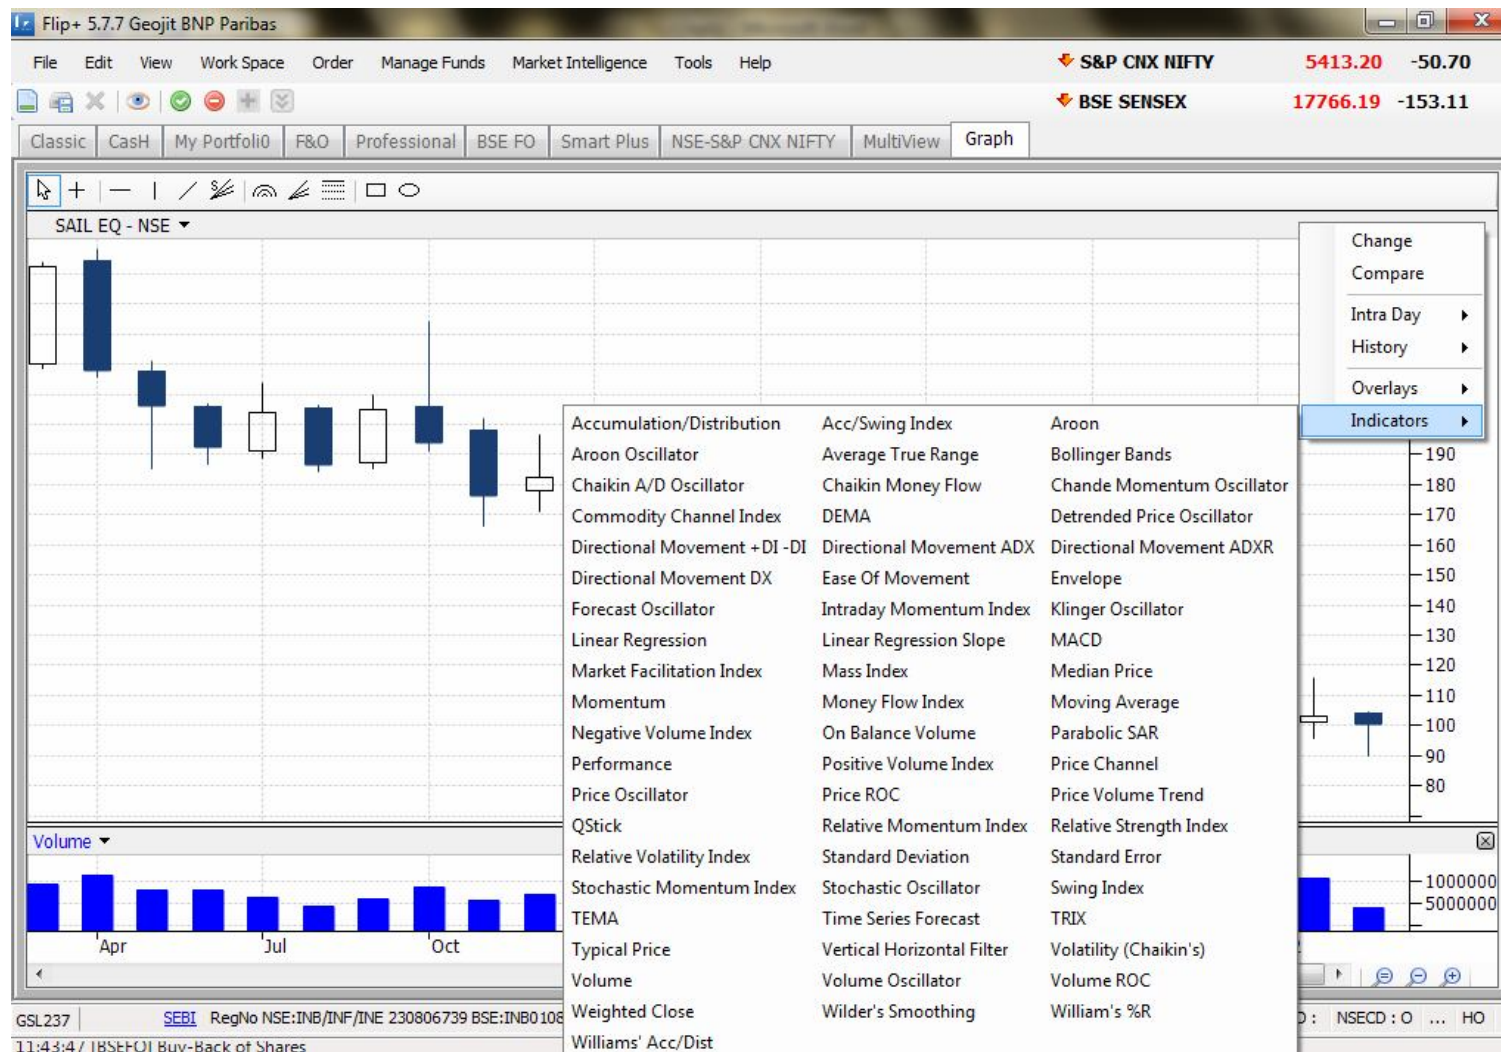 Flip+ 5.7.7 Geojit BNP Paribas
File Edit View Work Space Order Manage Funds Market Intelligence Tools Help
S&P CNX NIFTY 5413.20 -50.70
BSE SENSEX 17766.19 -153.11
Classic CasH My Portfoli0 F&O Professional BSE FO Smart Plus NSE-S&P CNX NIFTY MultiView Graph
SAIL EQ - NSE
Change
Compare
Intra Day
History
Overlays
Indicators
Accumulation/Distribution Acc/Swing Index Aroon
Aroon Oscillator Average True Range Bollinger Bands
Chaikin A/D Oscillator Chaikin Money Flow Chande Momentum Oscillator
Commodity Channel Index DEMA Detrended Price Oscillator
Directional Movement +DI -DI Directional Movement ADX Directional Movement ADXR
Directional Movement DX Ease Of Movement Envelope
Forecast Oscillator Intraday Momentum Index Klinger Oscillator
Linear Regression Linear Regression Slope MACD
Market Facilitation Index Mass Index Median Price
Momentum Money Flow Index Moving Average
Negative Volume Index On Balance Volume Parabolic SAR
Performance Positive Volume Index Price Channel
Price Oscillator Price ROC Price Volume Trend
QStick Relative Momentum Index Relative Strength Index
Relative Volatility Index Standard Deviation Standard Error
Stochastic Momentum Index Stochastic Oscillator Swing Index
TEMA Time Series Forecast TRIX
Typical Price Vertical Horizontal Filter Volatility (Chaikin's)
Volume Volume Oscillator Volume ROC
Weighted Close Wilder's Smoothing William's %R
Williams' Acc/Dist
190
180
170
160
150
140
130
120
110
100
90
80
Volume
1000000
5000000
Apr Jul Oct
GSL237 SEBI RegNo NSE:INB/INF/INE 230806739 BSE:INB0108 NSECD : O ... HO
11:43:47 [BSEFO] Buy-Back of Shares